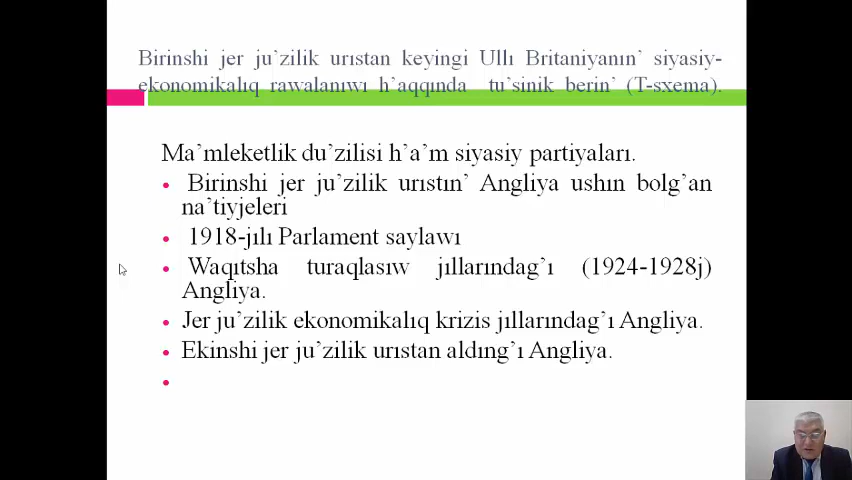 Birinshi jer ju’zilik urıstan keyingi Ullı Britaniyanın’ siyasiy-
ekonomikalıq rawalanıwı h’aqqında tu’sinik berin’ (T-sxema).
Ma’mleketlik du’zilisi h’a’m siyasiy partiyaları.
• Birinshi jer ju’zilik urıstın’ Angliya ushın bolg’an
na’tiyjeleri
• 1918-jılı Parlament saylawı
• Waqıtsha turaqlasıw jıllarındag’ı (1924-1928j)
Angliya.
• Jer ju’zilik ekonomikalıq krizis jıllarındag’ı Angliya.
• Ekinshi jer ju’zilik urıstan aldıng’ı Angliya.
•